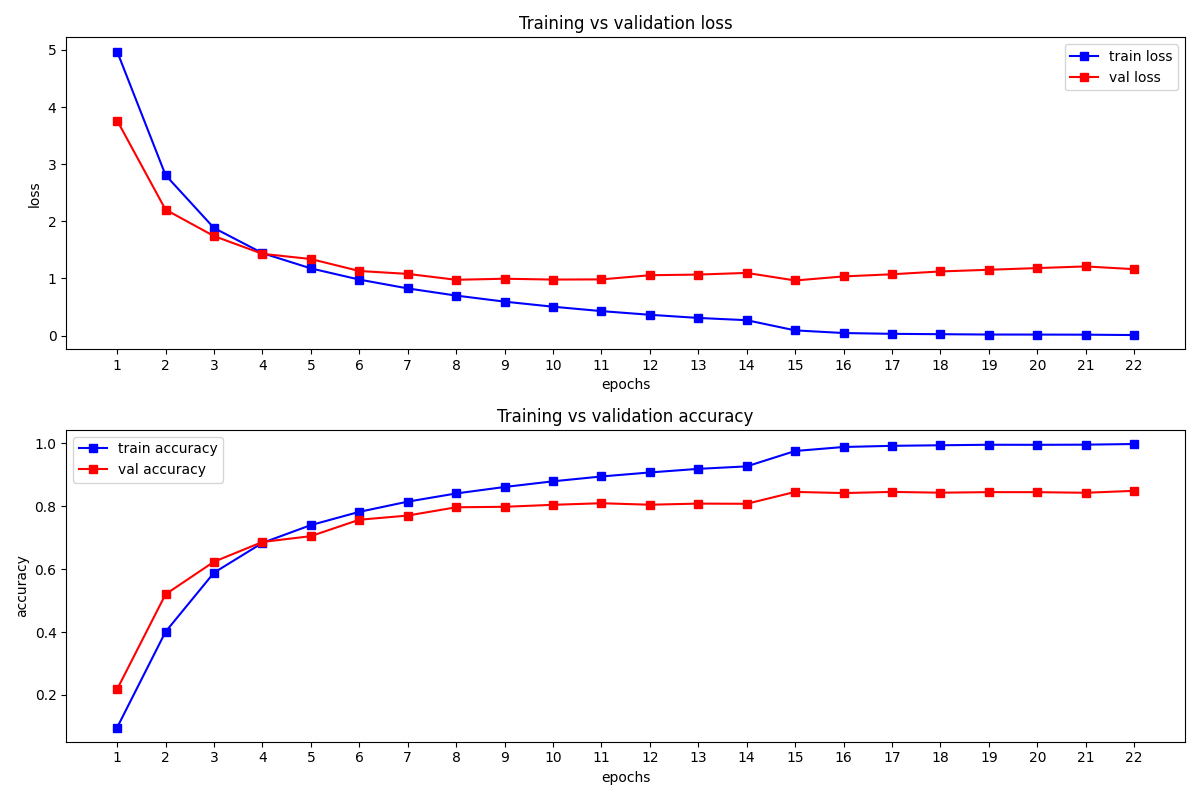 Training vs validation loss
train loss
val loss
5
4
3
2
1
0
loss
1 2 3 4 5 6 7 8 9 10 11 12 13 14 15 16 17 18 19 20 21 22
epochs
Training vs validation accuracy
train accuracy
val accuracy
1.0
0.8
0.6
0.4
0.2
accuracy
1 2 3 4 5 6 7 8 9 10 11 12 13 14 15 16 17 18 19 20 21 22
epochs